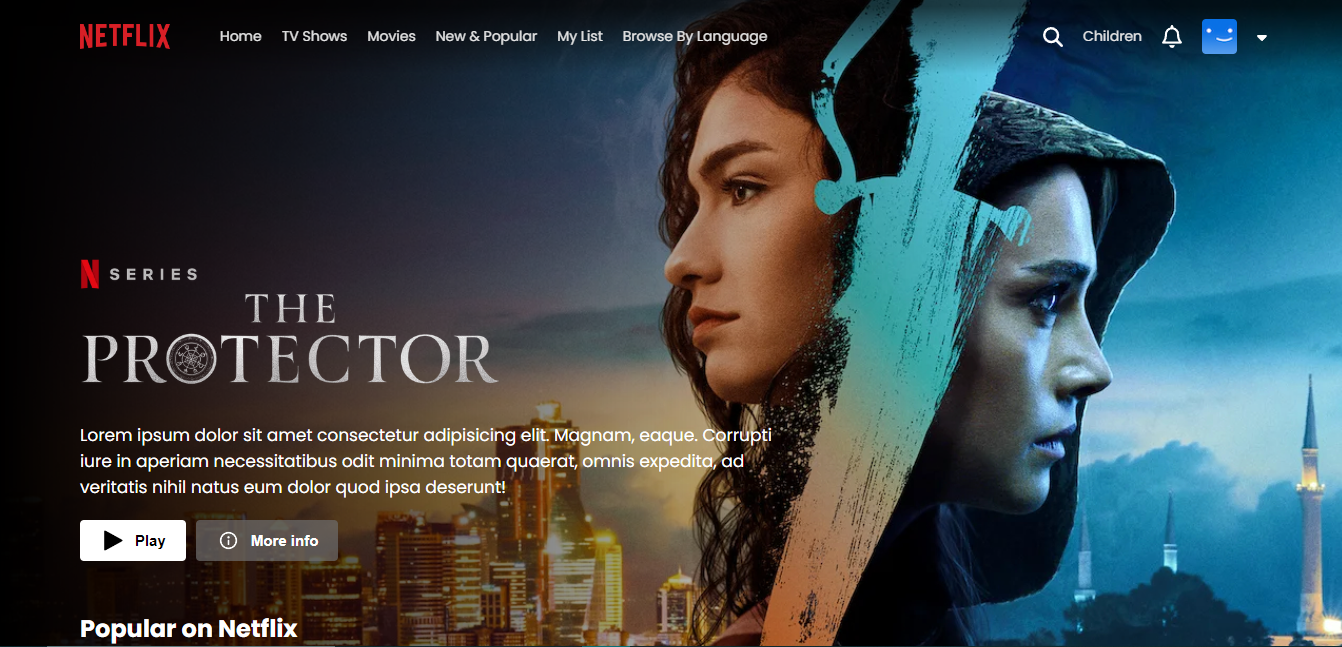 NETFLIX Home TV Shows Movies New & Popular My List Browse By Language Children
N SERIES
THE
PROTECTOR
Lorem ipsum dolor sit amet consectetur adipisicing elit. Magnam, eaque. Corrupti
iure in aperiam necessitatibus odit minima totam quaerat, omnis expedita, ad
veritatis nihil natus eum dolor quod ipsa deserunt!
Play More info
Popular on Netflix